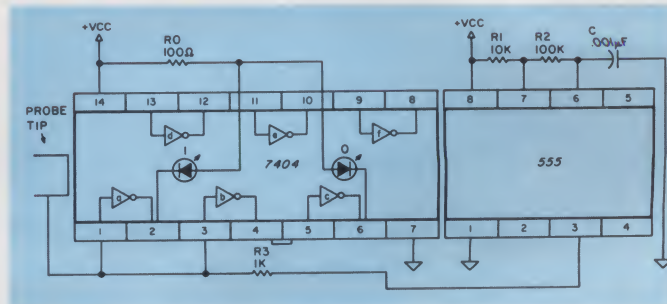 +VCC
R0
100Ω
+VCC
R1
10K
R2
100K
C
.001µF
14 13 12 11 10 9 8
8 7 6 5
PROBE
TIP
d
e
f
1
7404
0
555
a
b
c
1 2 3 4 5 6 7
1 2 3 4
R3
1K